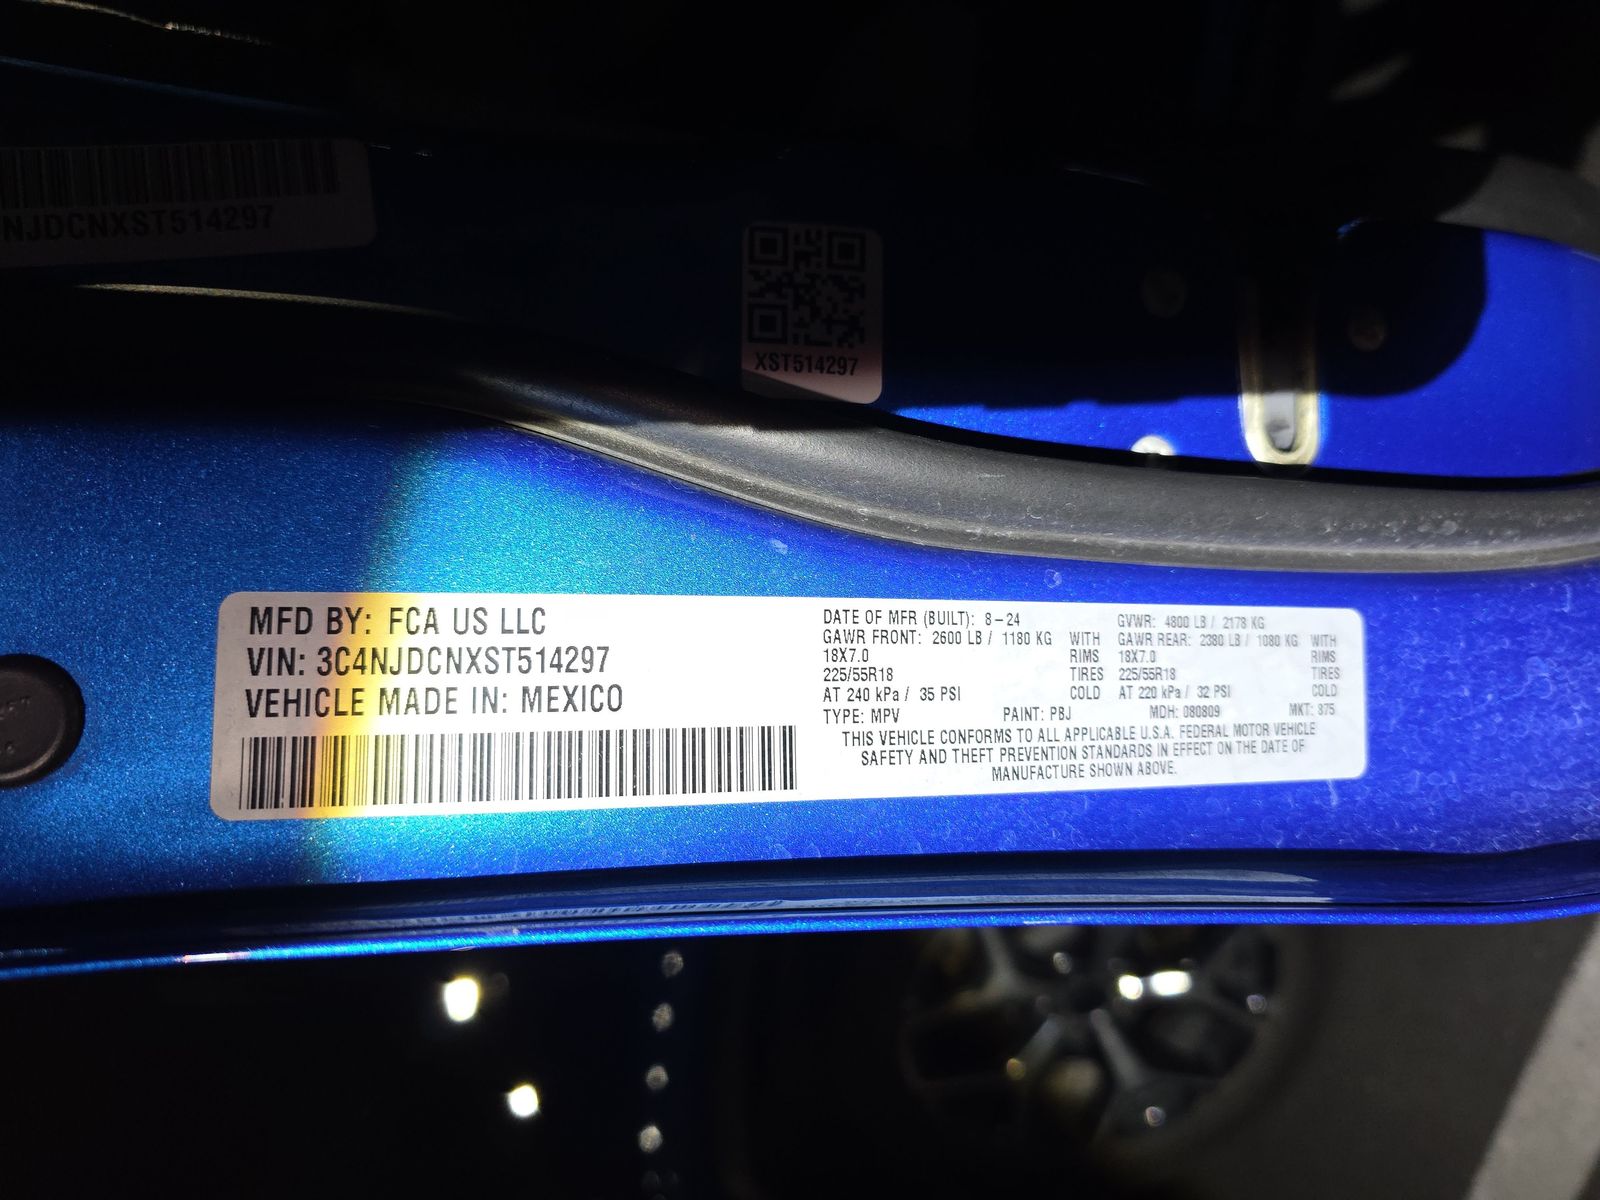 NJDCNXST514297
XST514297
MFD BY: FCA US LLC
VIN: 3C4NJDCNXST514297
VEHICLE MADE IN: MEXICO
DATE OF MFR (BUILT): 8-24 GVWR: 4800 LB / 2178 KG
GAWR FRONT: 2600 LB / 1180 KG WITH GAWR REAR: 2380 LB / 1080 KG WITH
18X7.0 RIMS 18X7.0 RIMS
225/55R18 TIRES 225/55R18 TIRES
AT 240 kPa / 35 PSI COLD AT 220 kPa / 32 PSI COLD
TYPE: MPV PAINT: PBJ MDH: 080809 MKT: 875
THIS VEHICLE CONFORMS TO ALL APPLICABLE U.S.A. FEDERAL MOTOR VEHICLE
SAFETY AND THEFT PREVENTION STANDARDS IN EFFECT ON THE DATE OF
MANUFACTURE SHOWN ABOVE.